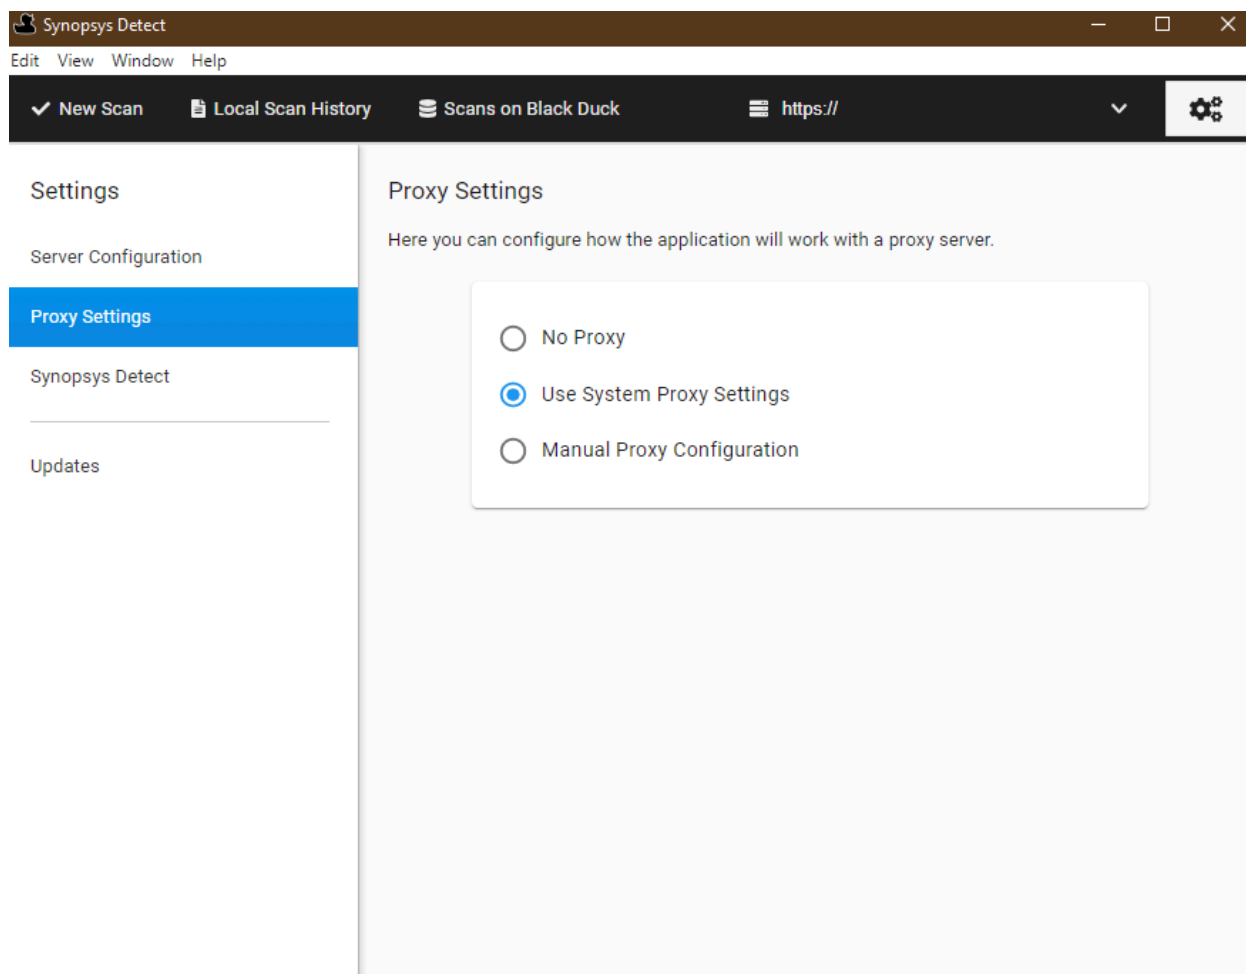 Synopsys Detect
Edit View Window Help
New Scan Local Scan History Scans on Black Duck https://
Settings
Server Configuration
Proxy Settings
Synopsys Detect
Updates
Proxy Settings
Here you can configure how the application will work with a proxy server.
No Proxy
Use System Proxy Settings
Manual Proxy Configuration